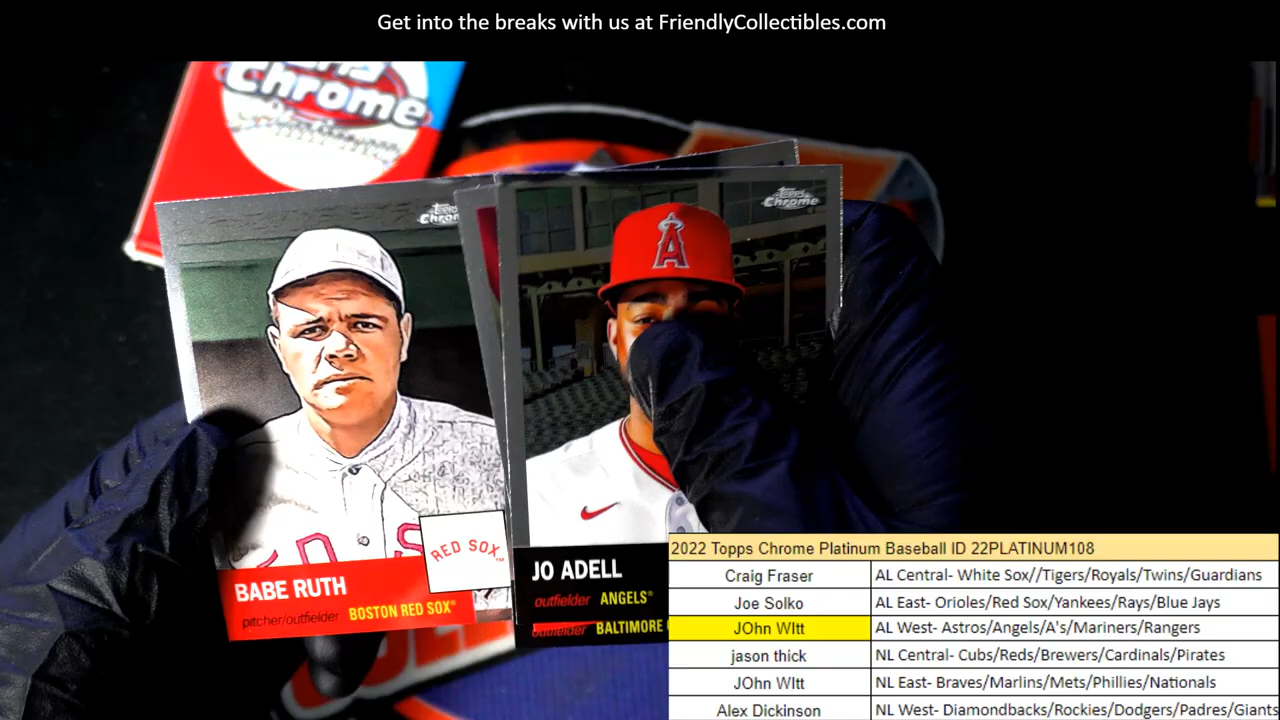 Get into the breaks with us at FriendlyCollectibles.com
Chrome
Topps
Chrome
Topps
Chrome
A
RED SOX™
BABE RUTH
pitcher/outfielder BOSTON RED SOX®
JO ADELL
outfielder ANGELS®
outfielder BALTIMORE
2022 Topps Chrome Platinum Baseball ID 22PLATINUM108
Craig Fraser AL Central- White Sox//Tigers/Royals/Twins/Guardians
Joe Solko AL East- Orioles/Red Sox/Yankees/Rays/Blue Jays
JOhn WItt AL West- Astros/Angels/A's/Mariners/Rangers
jason thick NL Central- Cubs/Reds/Brewers/Cardinals/Pirates
JOhn WItt NL East- Braves/Marlins/Mets/Phillies/Nationals
Alex Dickinson NL West- Diamondbacks/Rockies/Dodgers/Padres/Giants